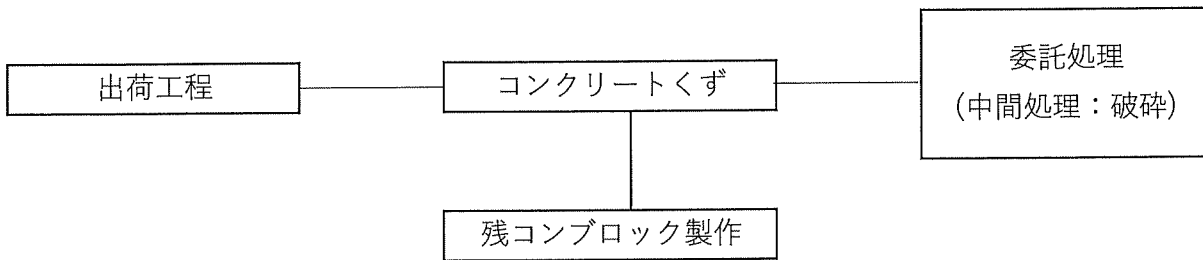 出荷工程
コンクリートくず
委託処理
(中間処理:破砕)
残コンブロック製作